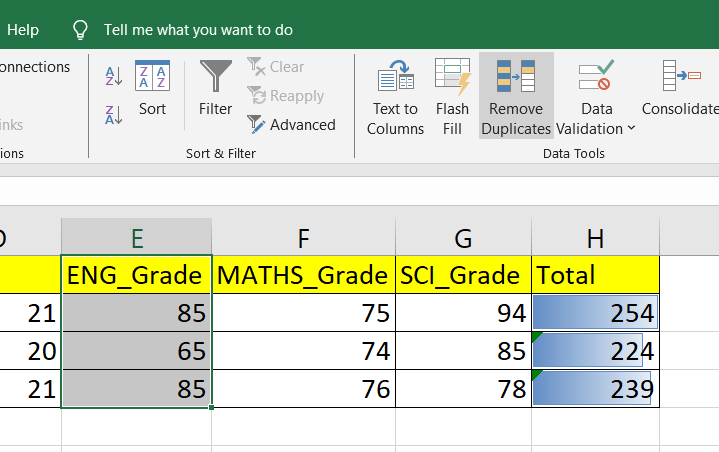 Help Tell me what you want to do
onnections
inks
ions
Sort
Filter
Clear
Reapply
Advanced
Sort & Filter
Text to
Columns
Flash
Fill
Remove
Duplicates
Data
Validation
Consolidate
Data Tools
E F G H
ENG_Grade MATHS_Grade SCI_Grade Total
21 85 75 94 254
20 65 74 85 224
21 85 76 78 239